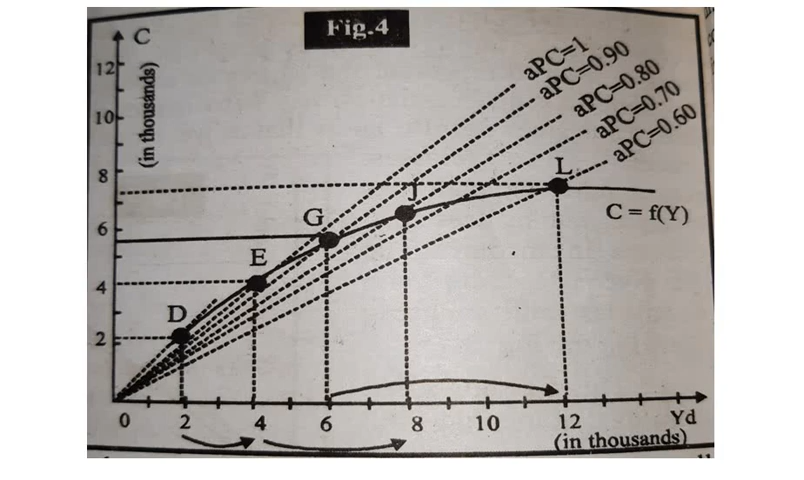 Fig.4
C
(in thousands)
12
10
8
6
4
2
aPC=1
aPC=0.90
aPC=0.80
aPC=0.70
aPC=0.60
D
E
G
J
L
C = f(Y)
0 2 4 6 8 10 12 Yd
(in thousands)